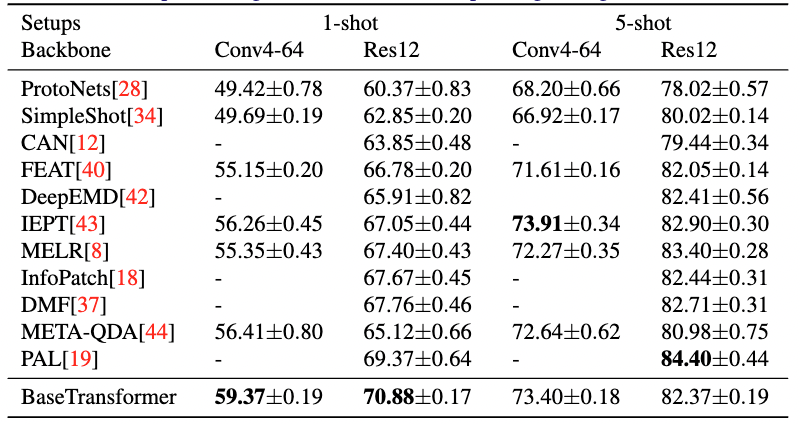 Setups 1-shot 5-shot
Backbone Conv4-64 Res12 Conv4-64 Res12
ProtoNets[28] 49.42±0.78 60.37±0.83 68.20±0.66 78.02±0.57
SimpleShot[34] 49.69±0.19 62.85±0.20 66.92±0.17 80.02±0.14
CAN[12] - 63.85±0.48 - 79.44±0.34
FEAT[40] 55.15±0.20 66.78±0.20 71.61±0.16 82.05±0.14
DeepEMD[42] - 65.91±0.82 82.41±0.56
IEPT[43] 56.26±0.45 67.05±0.44 73.91±0.34 82.90±0.30
MELR[8] 55.35±0.43 67.40±0.43 72.27±0.35 83.40±0.28
InfoPatch[18] - 67.67±0.45 - 82.44±0.31
DMF[37] - 67.76±0.46 - 82.71±0.31
META-QDA[44] 56.41±0.80 65.12±0.66 72.64±0.62 80.98±0.75
PAL[19] - 69.37±0.64 - 84.40±0.44
BaseTransformer 59.37±0.19 70.88±0.17 73.40±0.18 82.37±0.19